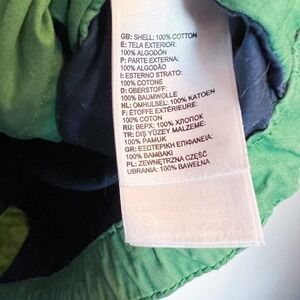 GB: SHELL: 100% COTTON
E: TELA EXTERIOR:
100% ALGODÓN
P: PARTE EXTERNA:
100% ALGODÃO
I: ESTERNO STRATO:
100% COTONE
D: OBERSTOFF:
100% BAUMWOLLE
NL: OMHULSEL: 100% KATOEN
F: ÉTOFFE EXTÉRIEURE:
100% COTON
RU: ВЕРХ: 100% ХЛОПОК
TR: DIŞ YÜZEY MALZEME:
100% PAMUK
GR: ΕΞΩΤΕΡΙΚΗ ΕΠΙΦΑΝΕΙΑ:
100% ΒΑΜΒΑΚΙ
PL: ZEWNĘTRZNA CZĘŚĆ
UBRANIA: 100% BAWEŁNA